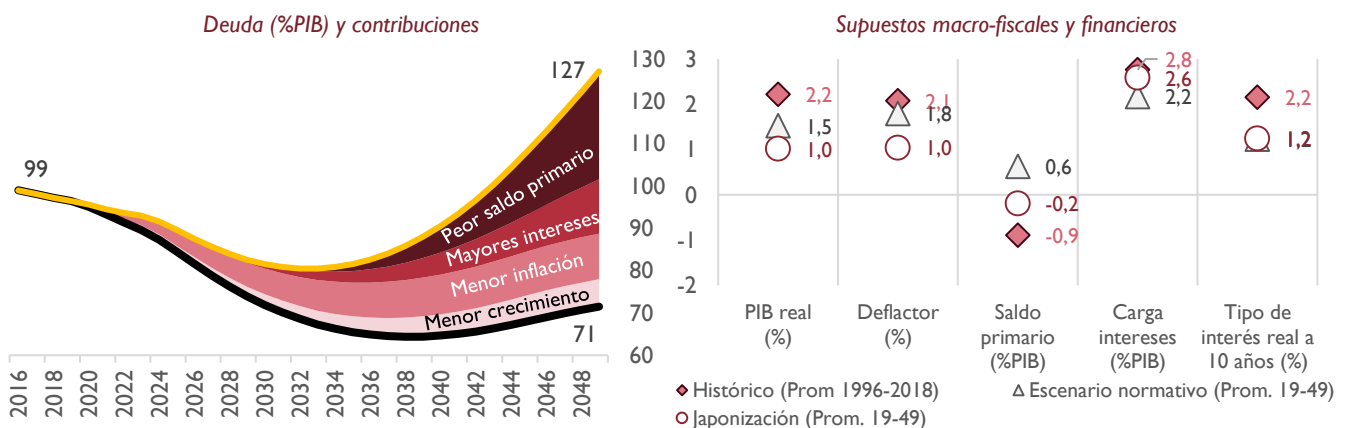 Deuda (%PIB) y contribuciones
127
99
Peor saldo primario
Mayores intereses
Menor inflación
Menor crecimiento
71
130
120
110
100
90
80
70
60
2016
2018
2020
2022
2024
2026
2028
2030
2032
2034
2036
2038
2040
2042
2044
2046
2048
Supuestos macro-fiscales y financieros
3
2
1
0
-1
-2
2,2
1,5
1,0
2,1
1,8
1,0
0,6
-0,2
-0,9
2,8
2,6
2,2
2,2
1,2
PIB real
(%)
Deflactor
(%)
Saldo
primario
(%PIB)
Carga
intereses
(%PIB)
Tipo de
interés real a
10 años (%)
Histórico (Prom 1996-2018)
Escenario normativo (Prom. 19-49)
Japonización (Prom. 19-49)